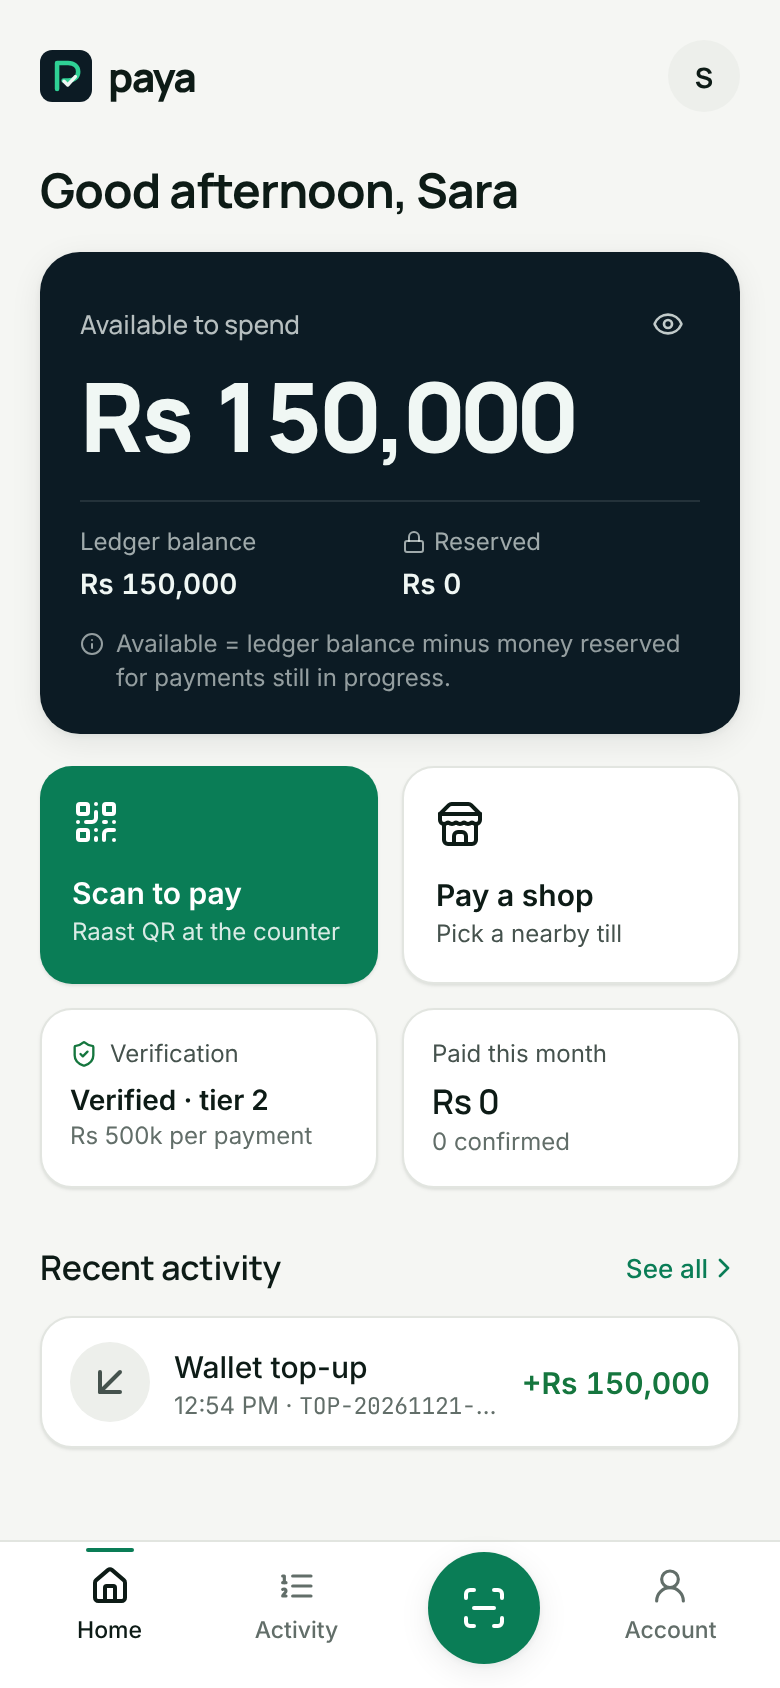 paya
S
Good afternoon, Sara
Available to spend
Rs 150,000
Ledger balance
Reserved
Rs 150,000
Rs 0
Available = ledger balance minus money reserved
for payments still in progress.
Scan to pay
Raast QR at the counter
Pay a shop
Pick a nearby till
Verification
Verified · tier 2
Rs 500k per payment
Paid this month
Rs 0
0 confirmed
Recent activity
See all
Wallet top-up
12:54 PM · TOP-20261121-...
+Rs 150,000
Home
Activity
Account